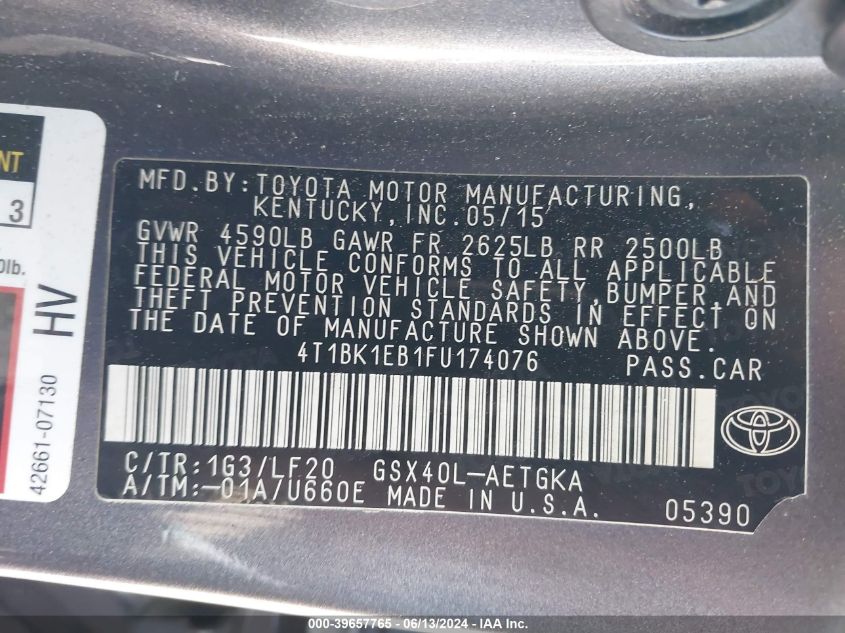 MFD.BY:TOYOTA MOTOR MANUFACTURING,
KENTUCKY,INC.05/15
GVWR 4590LB GAWR FR 2625LB RR 2500LB
THIS VEHICLE CONFORMS TO ALL APPLICABLE
FEDERAL MOTOR VEHICLE SAFETY,BUMPER,AND
THEFT PREVENTION STANDARDS IN EFFECT ON
THE DATE OF MANUFACTURE SHOWN ABOVE.
4T1BK1EB1FU174076 PASS.CAR
C/TR:1G3/LF20 GSX40L-AETGKA
A/TM:-01A/U660E MADE IN U.S.A. 05390
3
HV
42661-07130
000-39657765 - 06/13/2024 - IAA Inc.